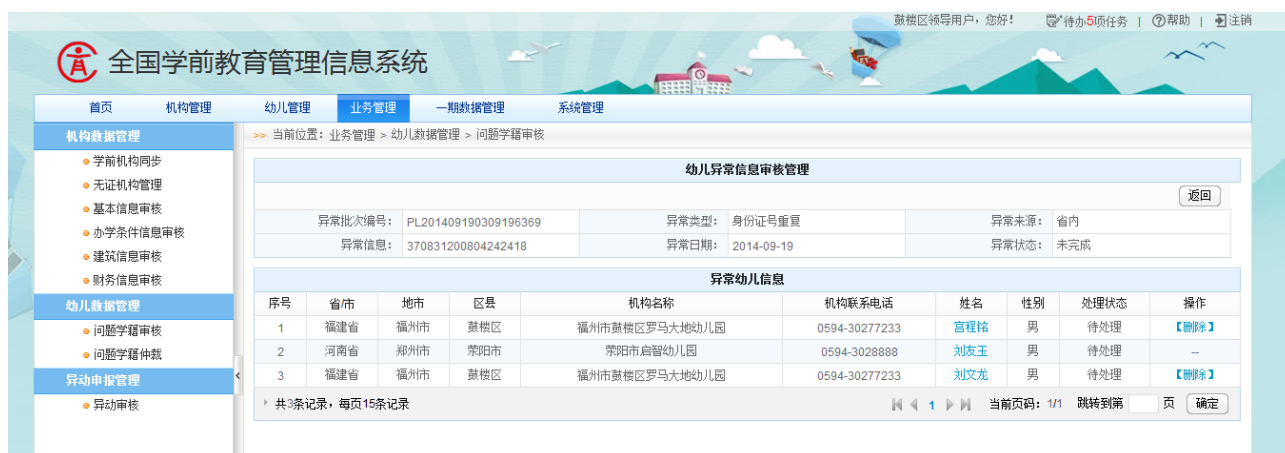 鼓楼区领导用户，您好！ 待办5项任务 | 帮助 | 注销
全国学前教育管理信息系统
首页 机构管理 幼儿管理 业务管理 一期数据管理 系统管理
机构数据管理
学前机构同步
无证机构管理
基本信息审核
办学条件信息审核
建筑信息审核
财务信息审核
幼儿数据管理
问题学籍审核
问题学籍仲裁
异动申报管理
异动审核
>> 当前位置：业务管理 > 幼儿数据管理 > 问题学籍审核
幼儿异常信息审核管理
返回
异常批次编号： PL201409190309196369 异常类型： 身份证号重复 异常来源： 省内
异常信息： 370831200804242418 异常日期： 2014-09-19 异常状态： 未完成
异常幼儿信息
序号 省/市 地市 区县 机构名称 机构联系电话 姓名 性别 处理状态 操作
1 福建省 福州市 鼓楼区 福州市鼓楼区罗马大地幼儿园 0594-30277233 宫程铭 男 待处理 【删除】
2 河南省 郑州市 荥阳市 荥阳市启智幼儿园 0594-3028888 刘友玉 男 待处理 --
3 福建省 福州市 鼓楼区 福州市鼓楼区罗马大地幼儿园 0594-30277233 刘文龙 男 待处理 【删除】
共3条记录，每页15条记录 1 当前页码：1/1 跳转到第 页 确定